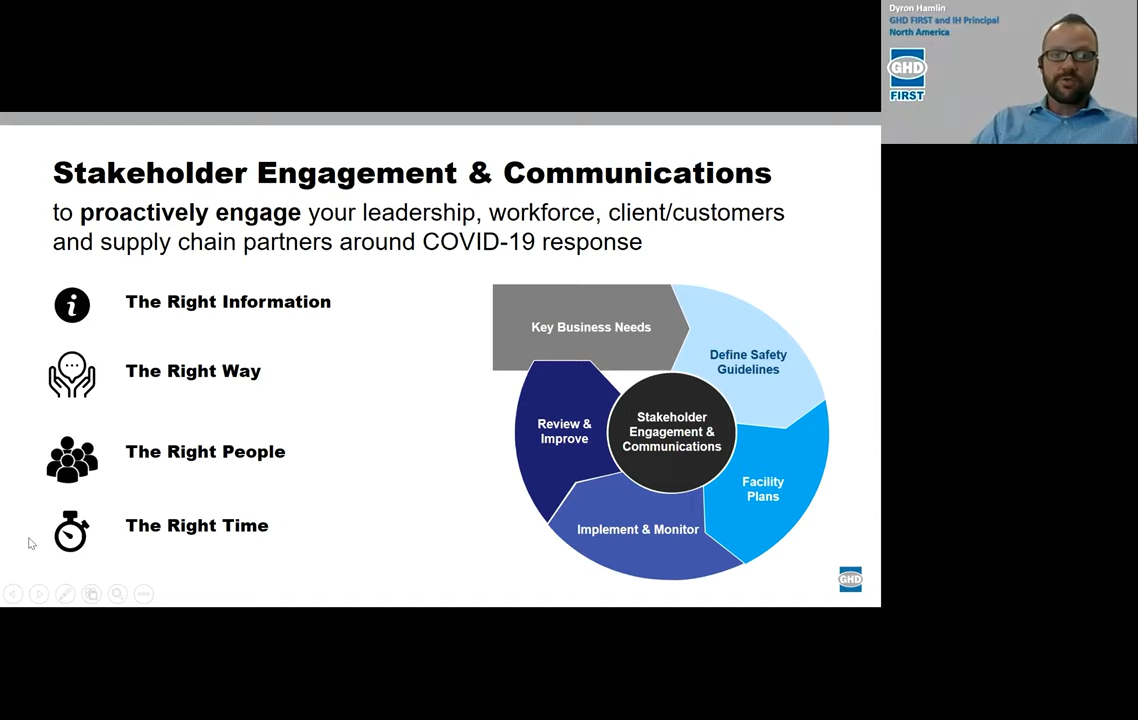 Dyron Hamlin
GHD FIRST and IH Principal
North America
GHD
FIRST
Stakeholder Engagement & Communications
to proactively engage your leadership, workforce, client/customers
and supply chain partners around COVID-19 response
i
The Right Information
The Right Way
The Right People
The Right Time
Key Business Needs
Define Safety
Guidelines
Facility
Plans
Implement & Monitor
Review &
Improve
Stakeholder
Engagement &
Communications
GHD